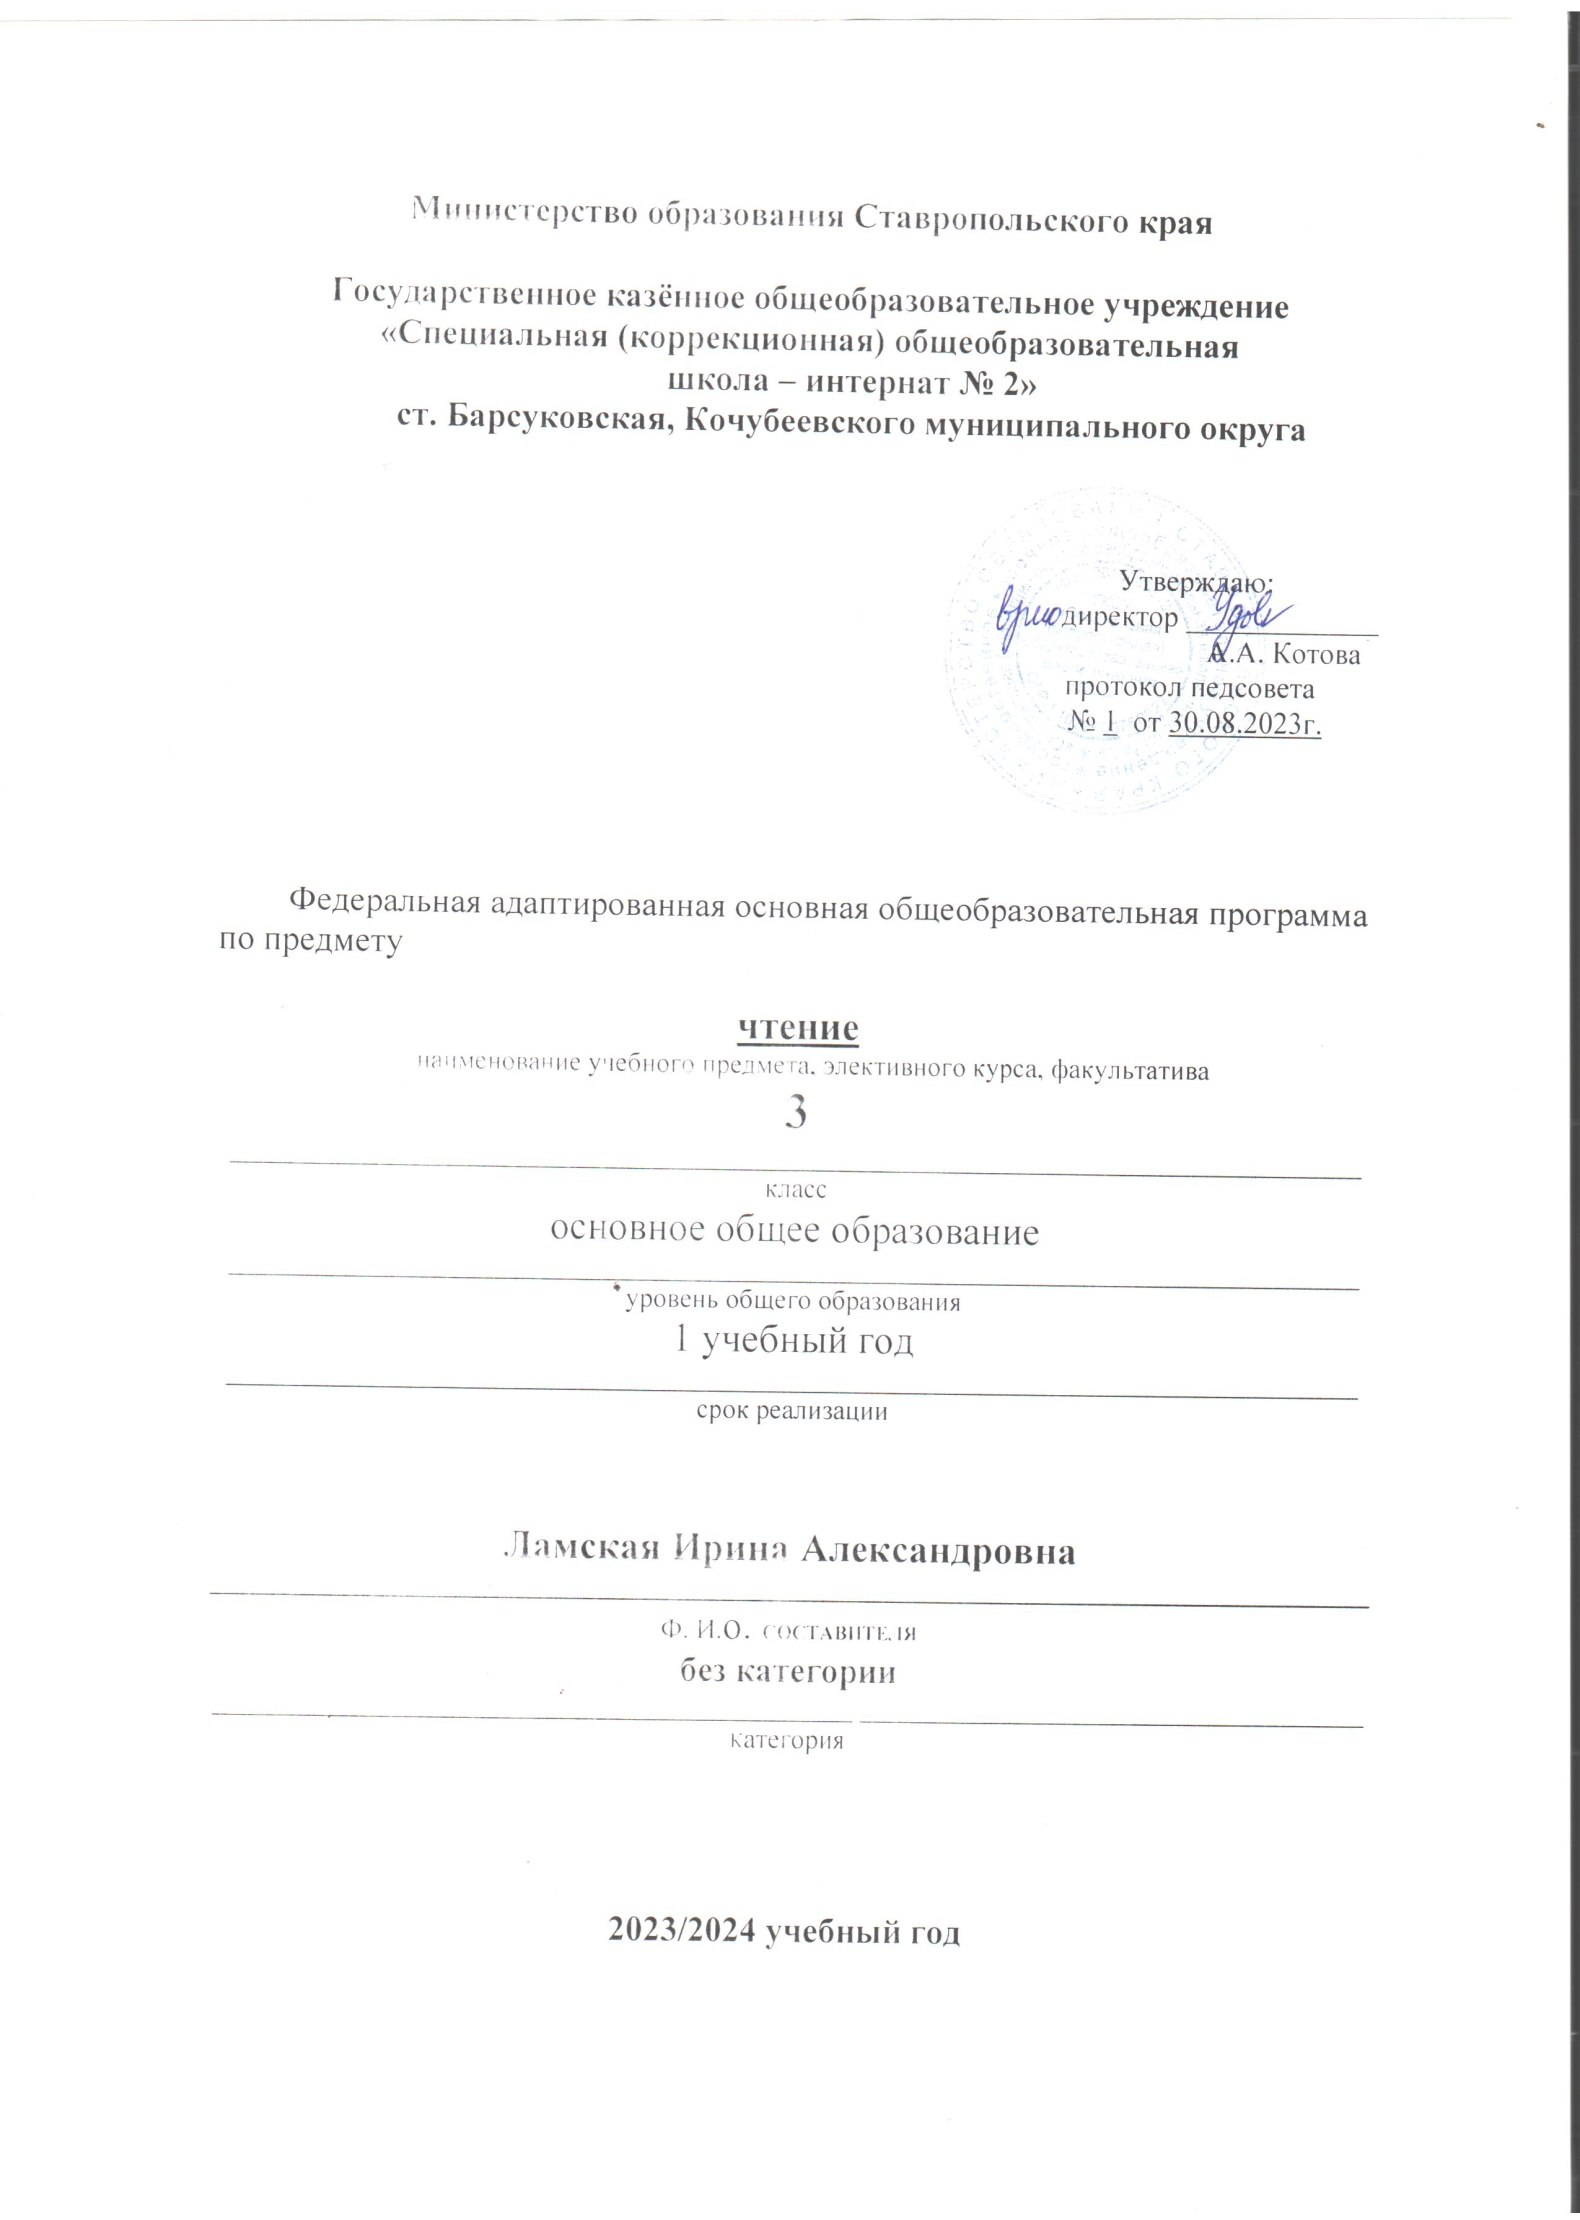 Министерство образования Ставропольского края
Государственное казённое общеобразовательное учреждение
«Специальная (коррекционная) общеобразовательная
школа – интернат № 2»
ст. Барсуковская, Кочубеевского муниципального округа
Утверждаю:
врио директор
А.А. Котова
протокол педсовета
№ 1 от 30.08.2023г.
Федеральная адаптированная основная общеобразовательная программа
по предмету
чтение
наименование учебного предмета, элективного курса, факультатива
3
класс
основное общее образование
уровень общего образования
1 учебный год
срок реализации
Ламская Ирина Александровна
Ф. И.О. составителя
без категории
категория
2023/2024 учебный год